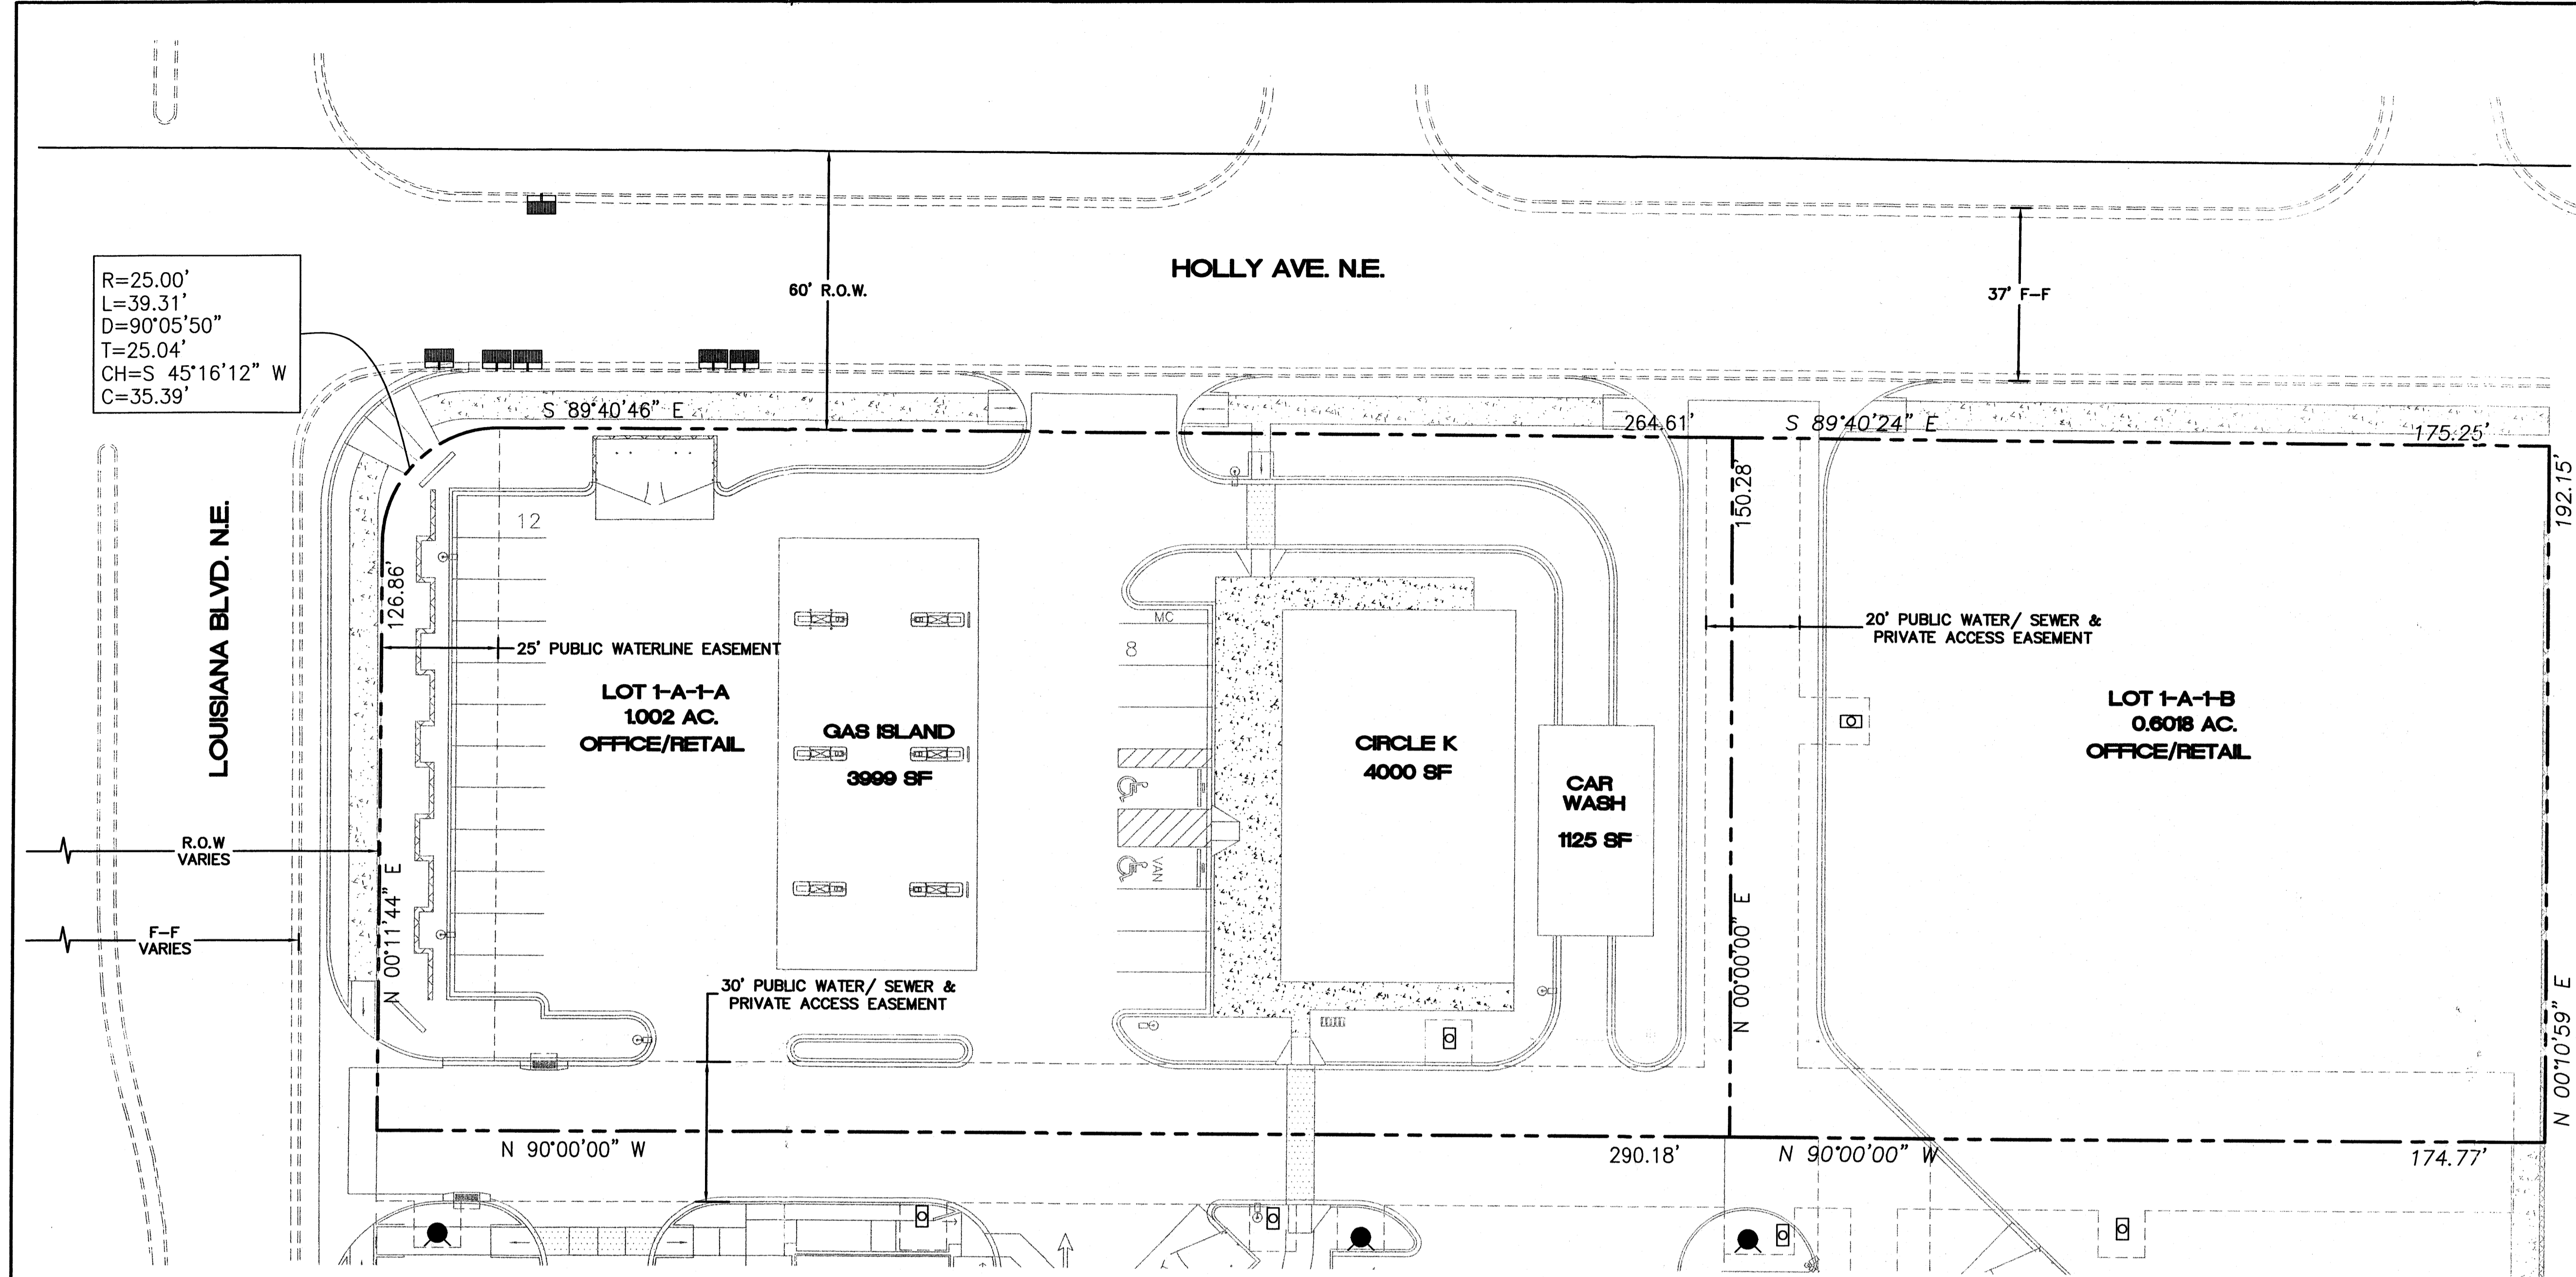 HOLLY AVE. N.E.
60' R.O.W.
37' F-F
R=25.00'
L=39.31'
D=90°05'50"
T=25.04'
CH=S 45°16'12" W
C=35.39'
S 89°40'46" E
264.61'
S 89°40'24" E
175.25'
LOUISIANA BLVD. N.E.
126.86'
N 00°11'44" E
12
25' PUBLIC WATERLINE EASEMENT
LOT 1-A-1-A
1.002 AC.
OFFICE/RETAIL
GAS ISLAND
3999 SF
MC
8
VAN
CIRCLE K
4000 SF
CAR
WASH
1125 SF
150.28'
N 00°00'00" E
20' PUBLIC WATER/ SEWER &
PRIVATE ACCESS EASEMENT
LOT 1-A-1-B
0.6018 AC.
OFFICE/RETAIL
192.15'
N 00°10'59" E
R.O.W
VARIES
F-F
VARIES
30' PUBLIC WATER/ SEWER &
PRIVATE ACCESS EASEMENT
N 90°00'00" W
290.18'
N 90°00'00" W
174.77'